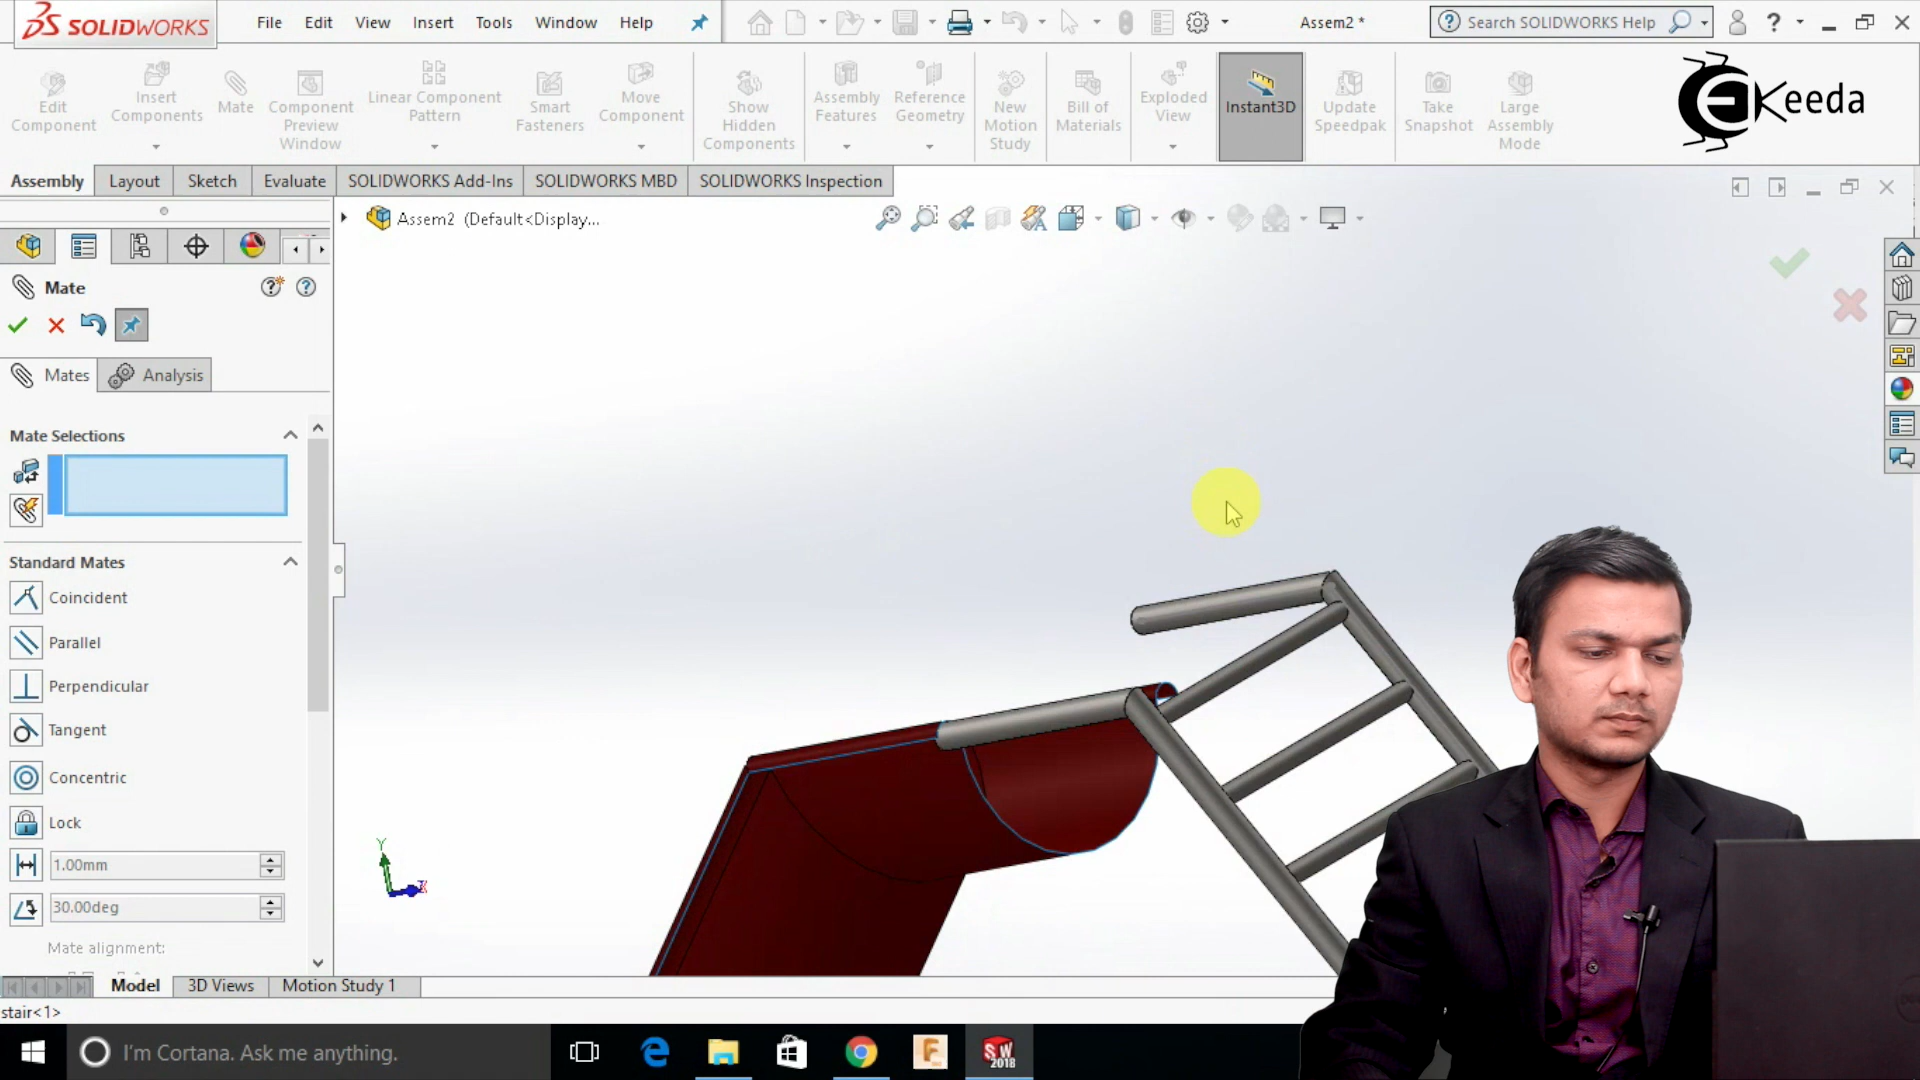 SOLIDWORKS
File Edit View Insert Tools Window Help
Assem2 *
Search SOLIDWORKS Help
Edit Component
Insert Components
Mate
Component Preview Window
Linear Component Pattern
Smart Fasteners
Move Component
Show Hidden Components
Assembly Features
Reference Geometry
New Motion Study
Bill of Materials
Exploded View
Instant3D
Update Speedpak
Take Snapshot
Large Assembly Mode
EKeeda
Assembly Layout Sketch Evaluate SOLIDWORKS Add-Ins SOLIDWORKS MBD SOLIDWORKS Inspection
Assem2 (Default<Display...
Mate
Mates Analysis
Mate Selections
Standard Mates
Coincident
Parallel
Perpendicular
Tangent
Concentric
Lock
1.00mm
30.00deg
Mate alignment:
Y
Model 3D Views Motion Study 1
stair<1>
I'm Cortana. Ask me anything.
SW 2018